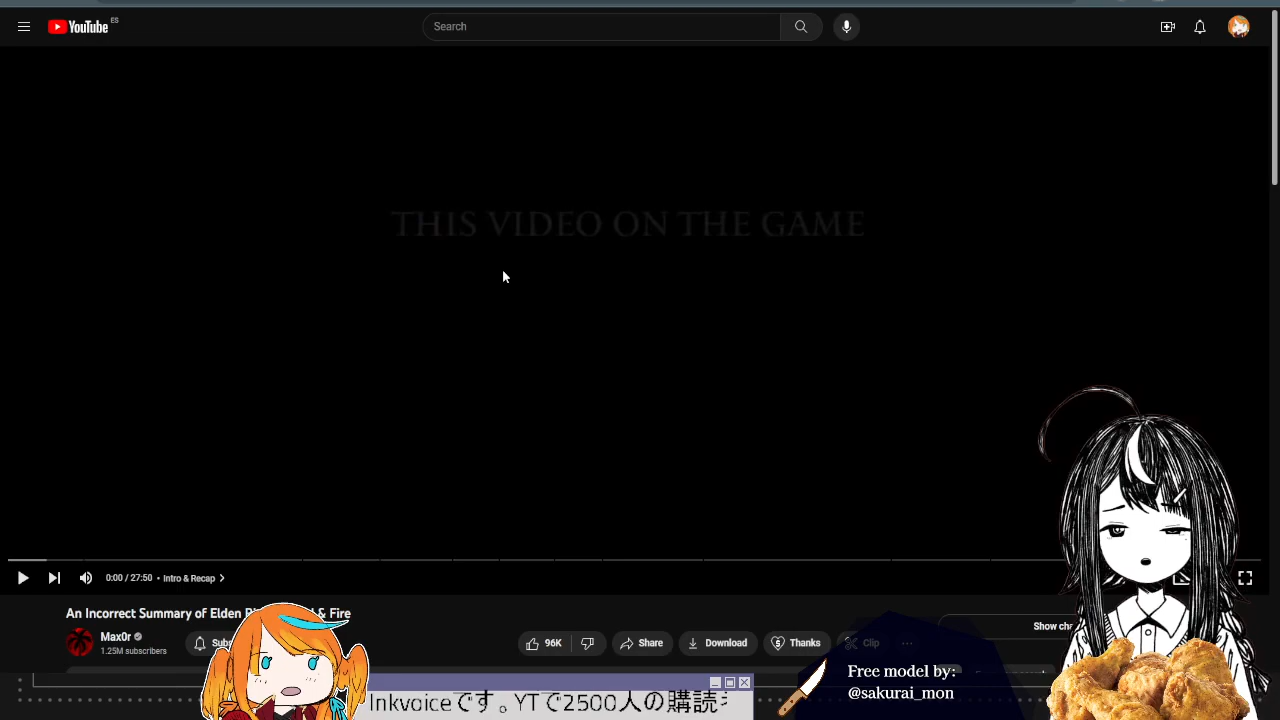 YouTube ES
Search
THIS VIDEO ON THE GAME
0:00 / 27:50 • Intro & Recap
An Incorrect Summary of Elden & Fire
Max0r
1.25M subscribers
96K
Share
Download
Thanks
Clip
Show
Free model by:
@sakurai_mon
Inkvoiceです。YTで2500人の購読